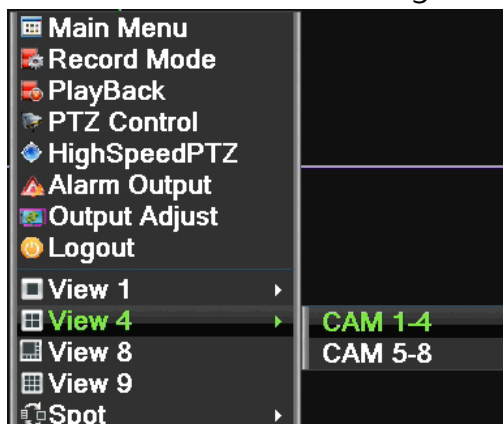 Main Menu
Record Mode
PlayBack
PTZ Control
HighSpeedPTZ
Alarm Output
Output Adjust
Logout
View 1
View 4
CAM 1-4
CAM 5-8
View 8
View 9
Spot